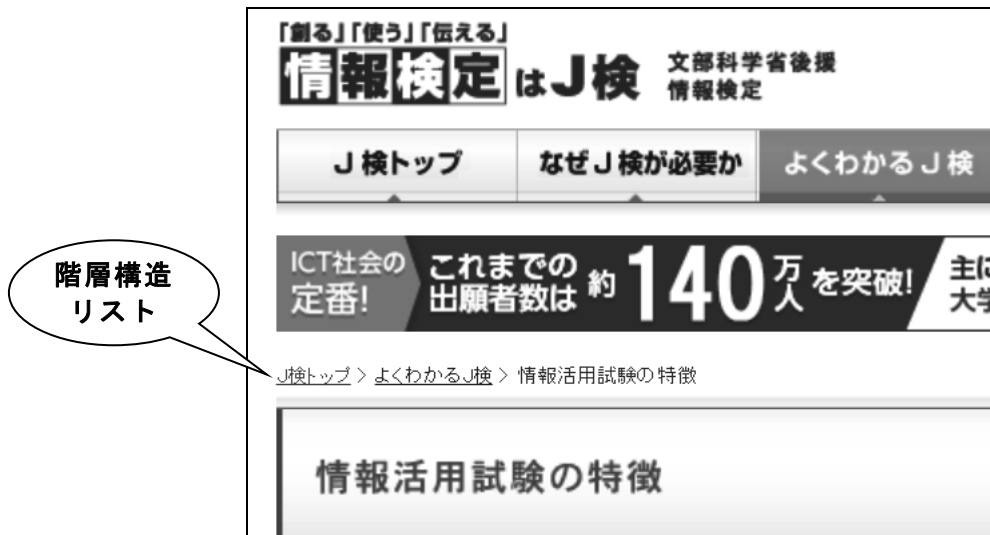 「創る」「使う」「伝える」
情報検定はJ検
文部科学省後援
情報検定
J検トップ
なぜJ検が必要か
よくわかるJ検
階層構造
リスト
ICT社会の
定番!
これまでの
出願者数は
約140万人を突破!
主に
大学
J検トップ > よくわかるJ検 > 情報活用試験の特徴
情報活用試験の特徴